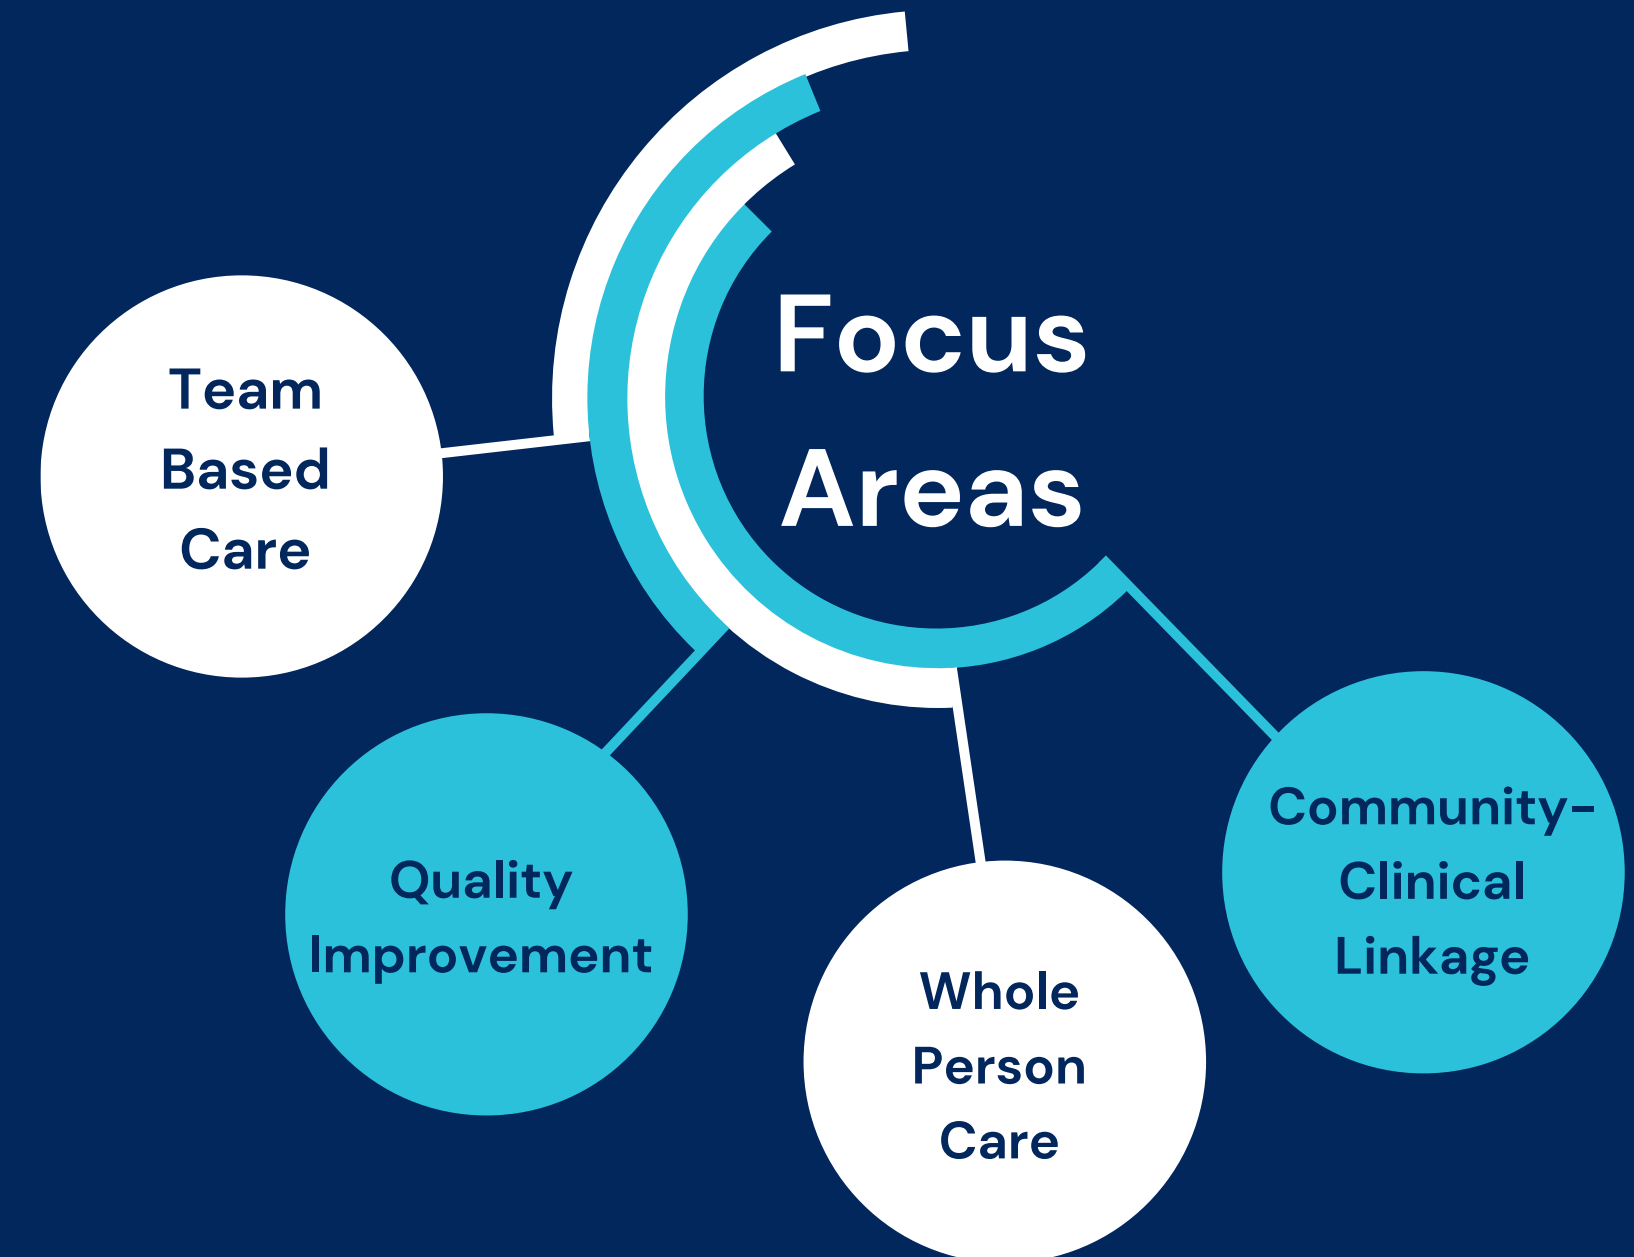 Focus
Areas
Team
Based
Care
Quality
Improvement
Whole
Person
Care
Community-
Clinical
Linkage